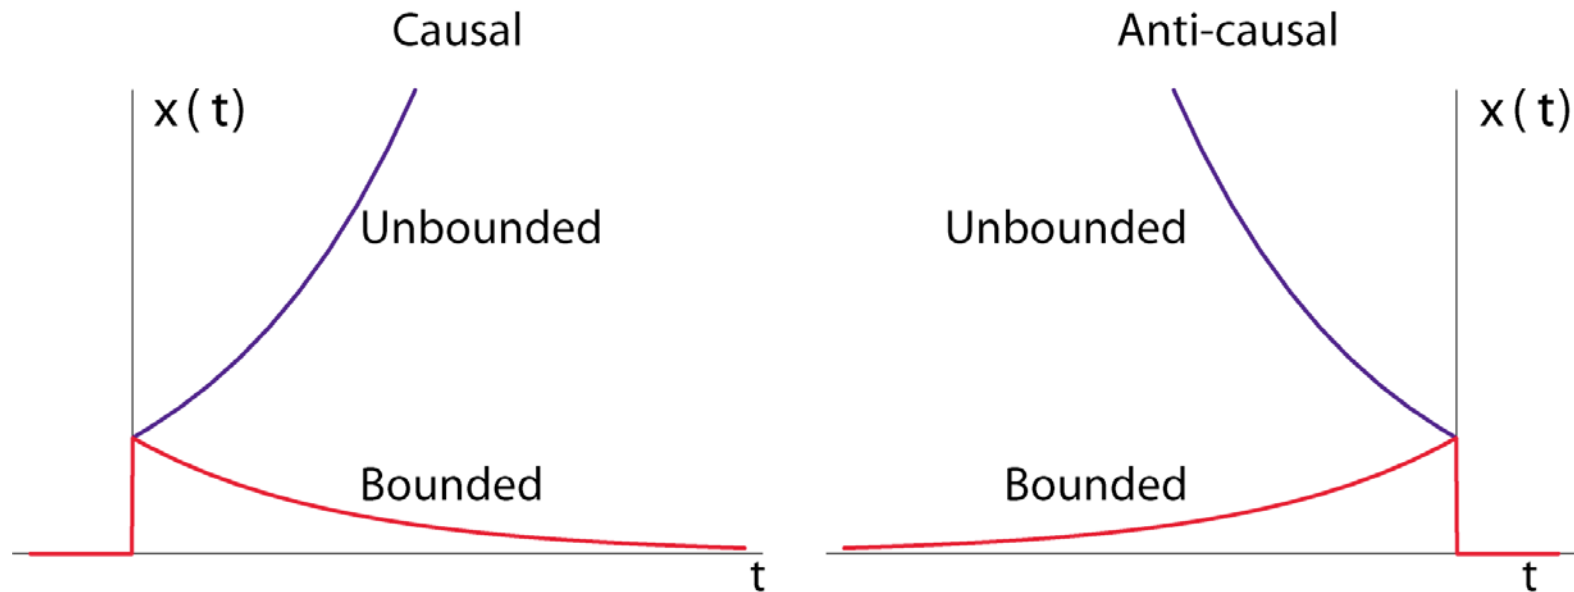 Causal
x(t)
Unbounded
Bounded
t
Anti-causal
x(t)
Unbounded
Bounded
t